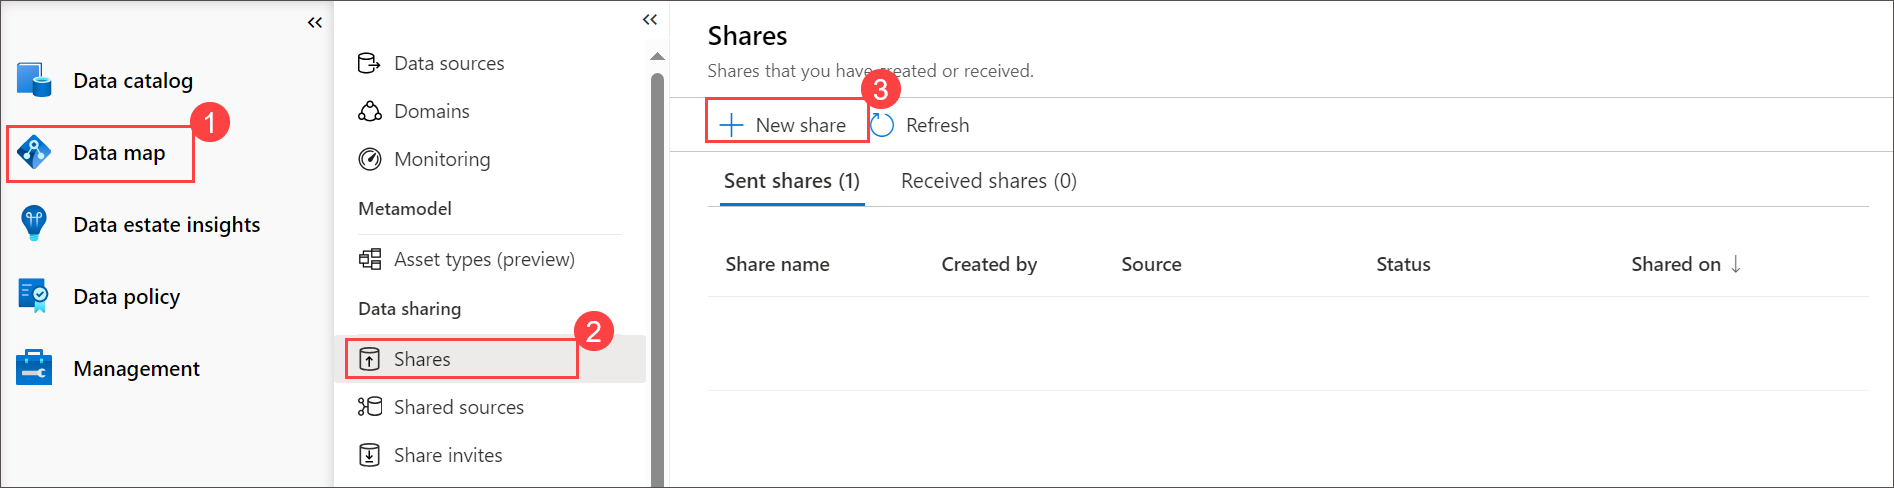 Data catalog
1
Data map
Data estate insights
Data policy
Management
Data sources
Domains
Monitoring
Metamodel
Asset types (preview)
Data sharing
2
Shares
Shared sources
Share invites
Shares
Shares that you have created or received.
3
New share
Refresh
Sent shares (1)
Received shares (0)
Share name
Created by
Source
Status
Shared on ↓